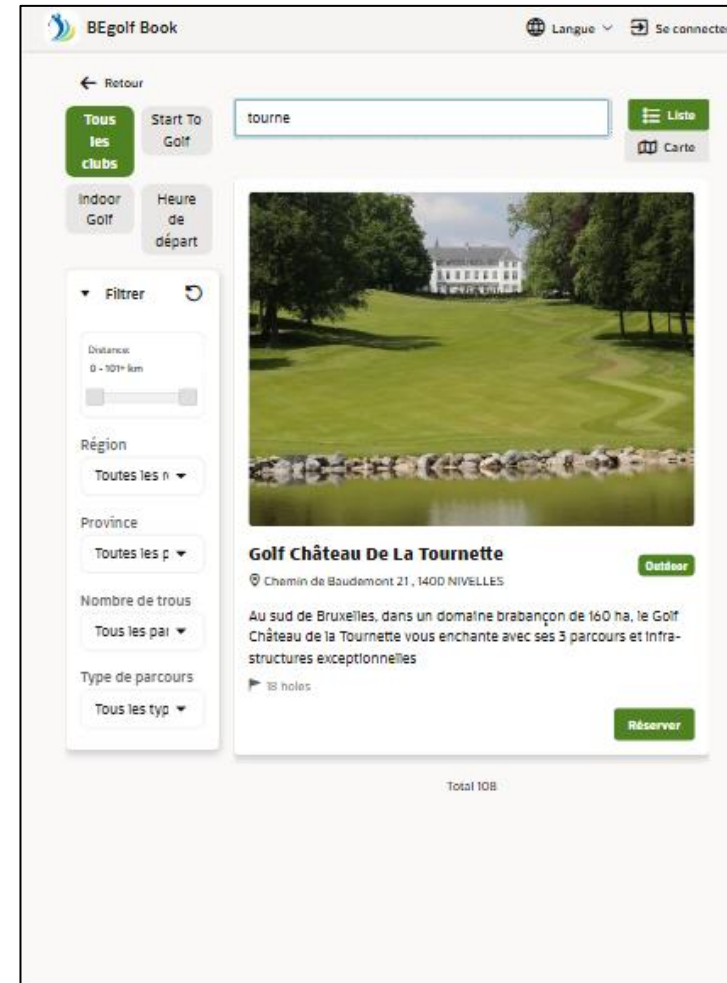 BEgolf Book
Langue
Se connecte
Retour
Tous
les
clubs
Start To
Golf
Indoor
Golf
Heure
de
départ
tourne
Liste
Carte
Filtrer
Distance:
0 - 101+ km
Région
Toutes les r
Province
Toutes les p
Nombre de trous
Tous les par
Type de parcours
Tous les typ
Golf Château De La Tournette
Outdoor
Chemin de Baudemont 21 , 1400 NIVELLES
Au sud de Bruxelles, dans un domaine brabançon de 160 ha, le Golf
Château de la Tournette vous enchante avec ses 3 parcours et infra-
structures exceptionnelles
18 holes
Réserver
Total 108